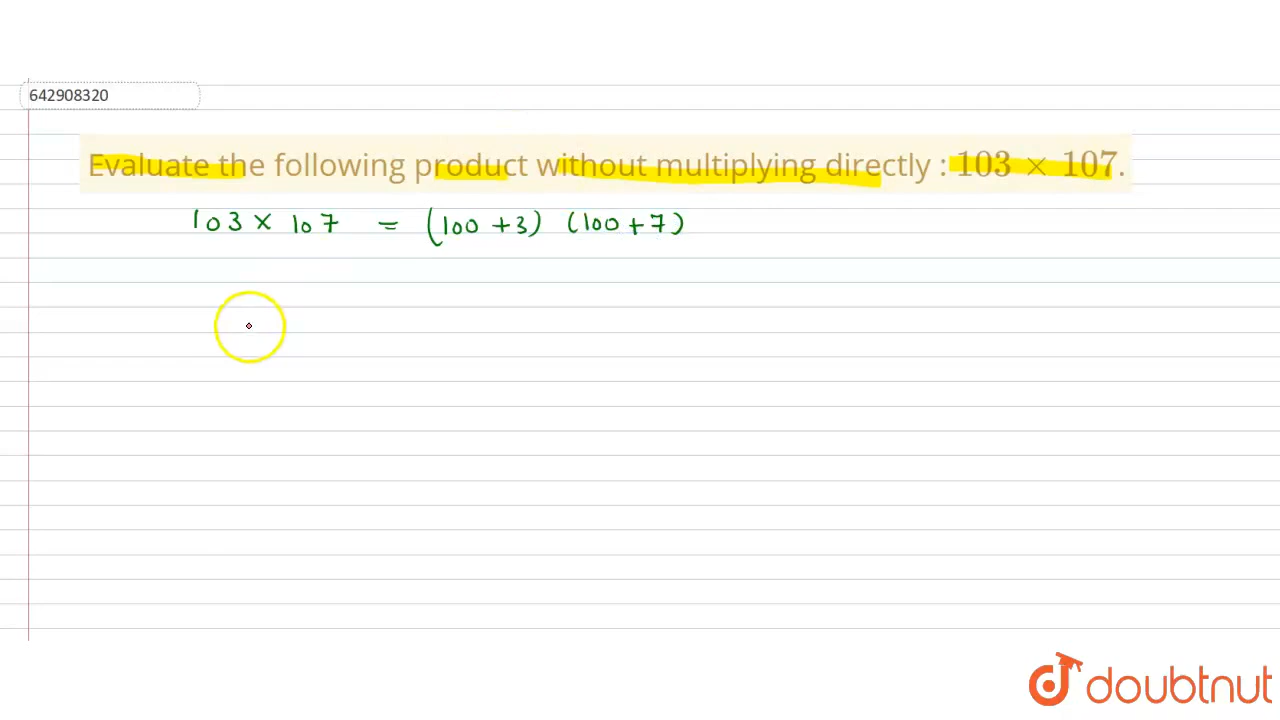 642908320
Evaluate the following product without multiplying directly : 103 × 107.
103 × 107 = (100 + 3) (100 + 7)
doubtnut